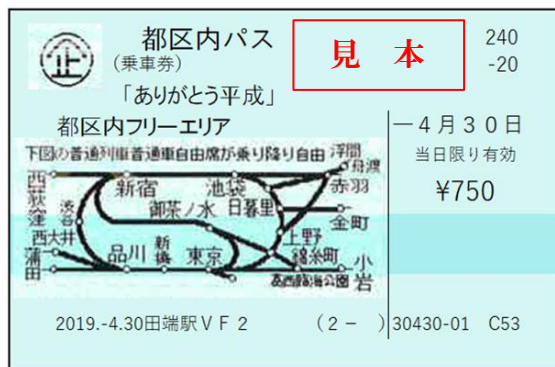 企
都区内パス
(乗車券)
見 本
240
-20
「ありがとう平成」
都区内フリーエリア
-4月30日
当日限り有効
¥750
下図の普通列車普通車自由席が乗り降り自由
浮間舟渡
西荻窪
新宿
池袋
赤羽
渋谷
御茶ノ水
日暮里
金町
西大井
上野
蒲田
品川
新橋
東京
錦糸町
小岩
葛西臨海公園
2019.-4.30田端駅VF2 (2- )30430-01 C53